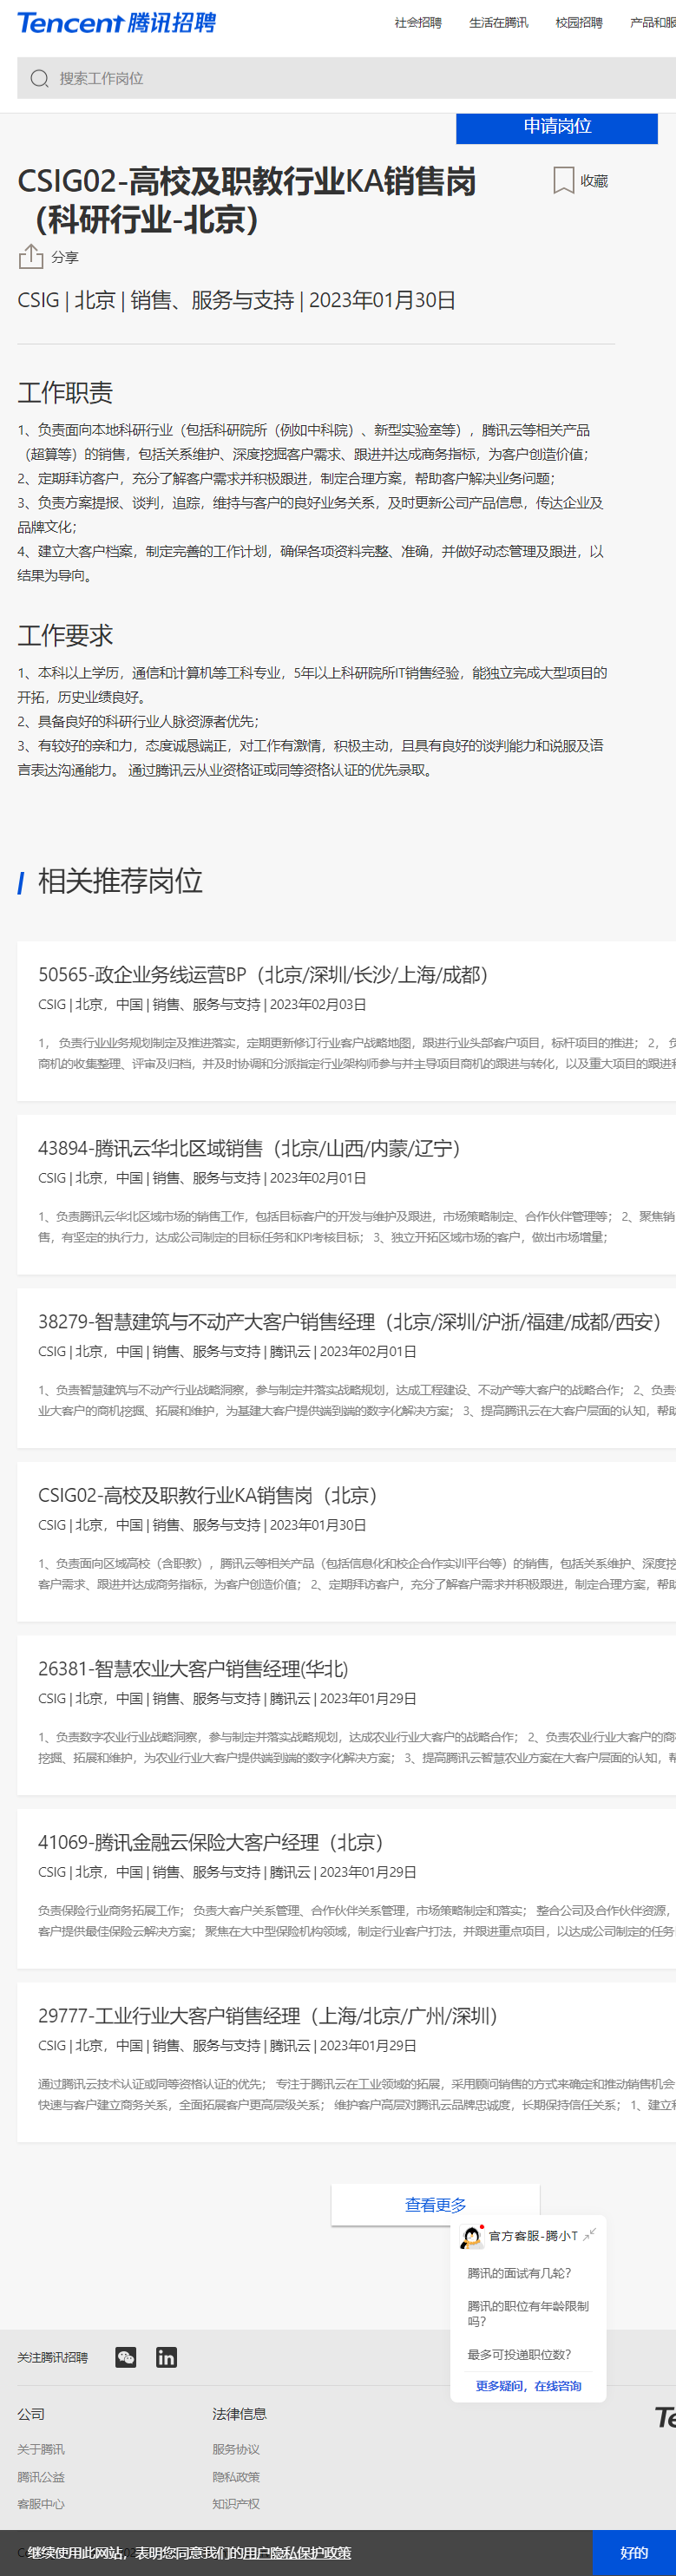 Tencent 腾讯招聘
社会招聘 生活在腾讯 校园招聘 产品和服
搜索工作岗位
申请岗位
CSIG02-高校及职教行业KA销售岗
（科研行业-北京）
收藏
分享
CSIG | 北京 | 销售、服务与支持 | 2023年01月30日
工作职责
1、负责面向本地科研行业（包括科研院所（例如中科院）、新型实验室等），腾讯云等相关产品
（超算等）的销售，包括关系维护、深度挖掘客户需求、跟进并达成商务指标，为客户创造价值；
2、定期拜访客户，充分了解客户需求并积极跟进，制定合理方案，帮助客户解决业务问题；
3、负责方案提报、谈判，追踪，维持与客户的良好业务关系，及时更新公司产品信息，传达企业及
品牌文化；
4、建立大客户档案，制定完善的工作计划，确保各项资料完整、准确，并做好动态管理及跟进，以
结果为导向。
工作要求
1、本科以上学历，通信和计算机等工科专业，5年以上科研院所IT销售经验，能独立完成大型项目的
开拓，历史业绩良好。
2、具备良好的科研行业人脉资源者优先；
3、有较好的亲和力，态度诚恳端正，对工作有激情，积极主动，且具有良好的谈判能力和说服及语
言表达沟通能力。 通过腾讯云从业资格证或同等资格认证的优先录取。
相关推荐岗位
50565-政企业务线运营BP（北京/深圳/长沙/上海/成都）
CSIG | 北京，中国 | 销售、服务与支持 | 2023年02月03日
1， 负责行业业务规划制定及推进落实，定期更新修订行业客户战略地图，跟进行业头部客户项目，标杆项目的推进； 2， 负
商机的收集整理、评审及归档，并及时协调和分派指定行业架构师参与并主导项目商机的跟进与转化，以及重大项目的跟进和
43894-腾讯云华北区域销售（北京/山西/内蒙/辽宁）
CSIG | 北京，中国 | 销售、服务与支持 | 2023年02月01日
1、负责腾讯云华北区域市场的销售工作，包括目标客户的开发与维护及跟进，市场策略制定、合作伙伴管理等； 2、聚焦销
售，有坚定的执行力，达成公司制定的目标任务和KPI考核目标； 3、独立开拓区域市场的客户，做出市场增量；
38279-智慧建筑与不动产大客户销售经理（北京/深圳/沪浙/福建/成都/西安）
CSIG | 北京，中国 | 销售、服务与支持 | 腾讯云 | 2023年02月01日
1、负责智慧建筑与不动产行业战略洞察，参与制定并落实战略规划，达成工程建设、不动产等大客户的战略合作； 2、负责
业大客户的商机挖掘、拓展和维护，为基建大客户提供端到端的数字化解决方案； 3、提高腾讯云在大客户层面的认知，帮助
CSIG02-高校及职教行业KA销售岗（北京）
CSIG | 北京，中国 | 销售、服务与支持 | 2023年01月30日
1、负责面向区域高校（含职教），腾讯云等相关产品（包括信息化和校企合作实训平台等）的销售，包括关系维护、深度挖
客户需求、跟进并达成商务指标，为客户创造价值； 2、定期拜访客户，充分了解客户需求并积极跟进，制定合理方案，帮助
26381-智慧农业大客户销售经理(华北)
CSIG | 北京，中国 | 销售、服务与支持 | 腾讯云 | 2023年01月29日
1、负责数字农业行业战略洞察，参与制定并落实战略规划，达成农业行业大客户的战略合作； 2、负责农业行业大客户的商
挖掘、拓展和维护，为农业行业大客户提供端到端的数字化解决方案； 3、提高腾讯云智慧农业方案在大客户层面的认知，帮
41069-腾讯金融云保险大客户经理（北京）
CSIG | 北京，中国 | 销售、服务与支持 | 腾讯云 | 2023年01月29日
负责保险行业商务拓展工作； 负责大客户关系管理、合作伙伴关系管理，市场策略制定和落实； 整合公司及合作伙伴资源，
客户提供最佳保险云解决方案； 聚焦在大中型保险机构领域，制定行业客户打法，并跟进重点项目，以达成公司制定的任务
29777-工业行业大客户销售经理（上海/北京/广州/深圳）
CSIG | 北京，中国 | 销售、服务与支持 | 腾讯云 | 2023年01月29日
通过腾讯云技术认证或同等资格认证的优先； 专注于腾讯云在工业领域的拓展，采用顾问销售的方式来确定和推动销售机会
快速与客户建立商务关系，全面拓展客户更高层级关系； 维护客户高层对腾讯云品牌忠诚度，长期保持信任关系； 1、建立和
查看更多
官方客服-腾小T
腾讯的面试有几轮？
腾讯的职位有年龄限制
吗？
最多可投递职位数？
更多疑问，在线咨询
关注腾讯招聘
公司 法律信息
关于腾讯 服务协议
腾讯公益 隐私政策
客服中心 知识产权
继续使用此网站，表明您同意我们的用户隐私保护政策
好的